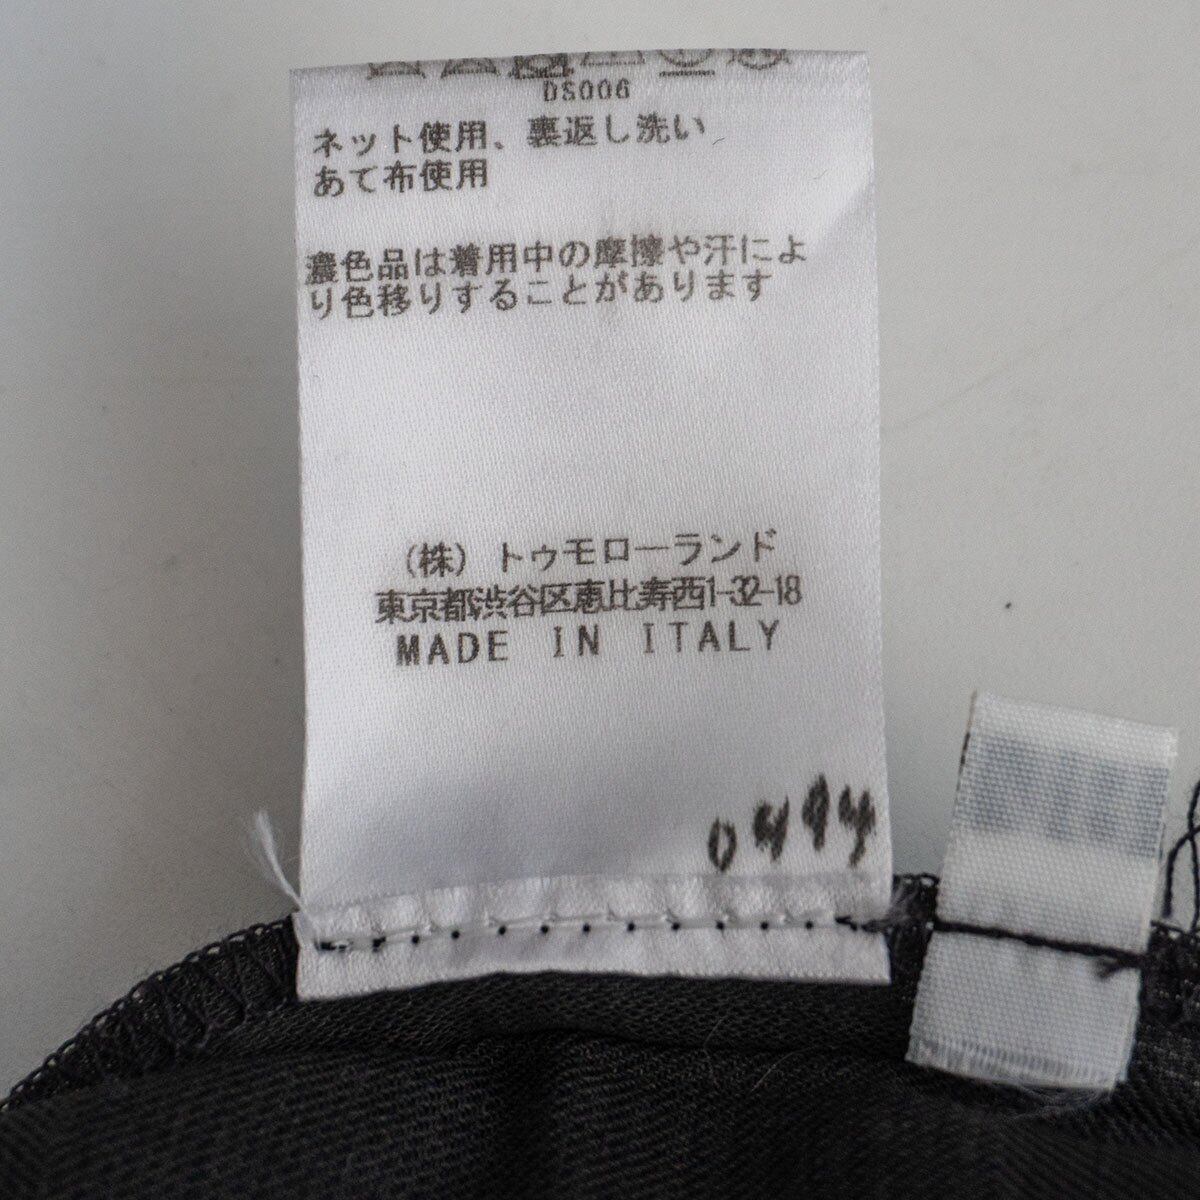 DS006
ネット使用、裏返し洗い
あて布使用
濃色品は着用中の摩擦や汗によ
り色移りすることがあります
(株) トゥモローランド
東京都渋谷区恵比寿西1-32-18
MADE IN ITALY